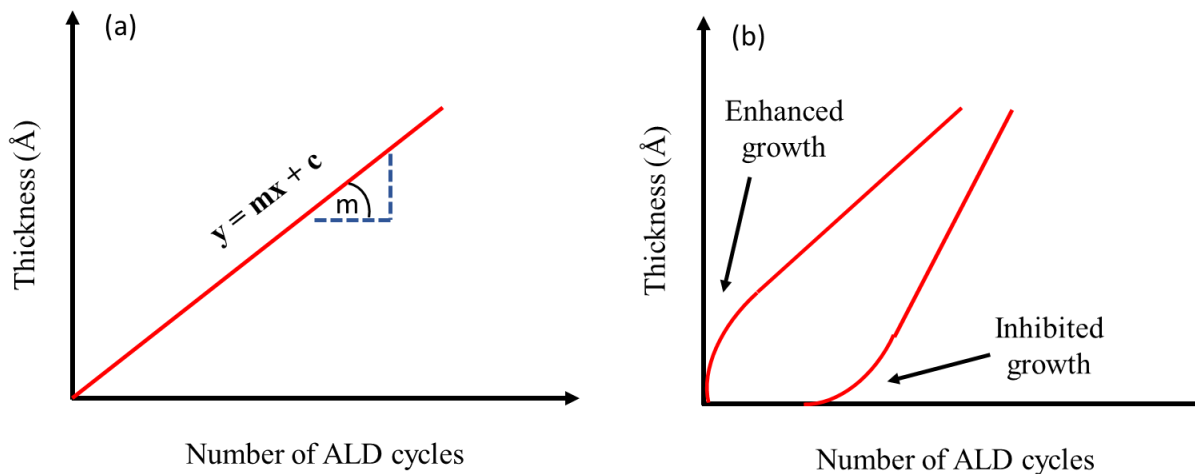 (a)
Thickness (Å)
y = mx + c
m
Number of ALD cycles
(b)
Thickness (Å)
Enhanced
growth
Inhibited
growth
Number of ALD cycles